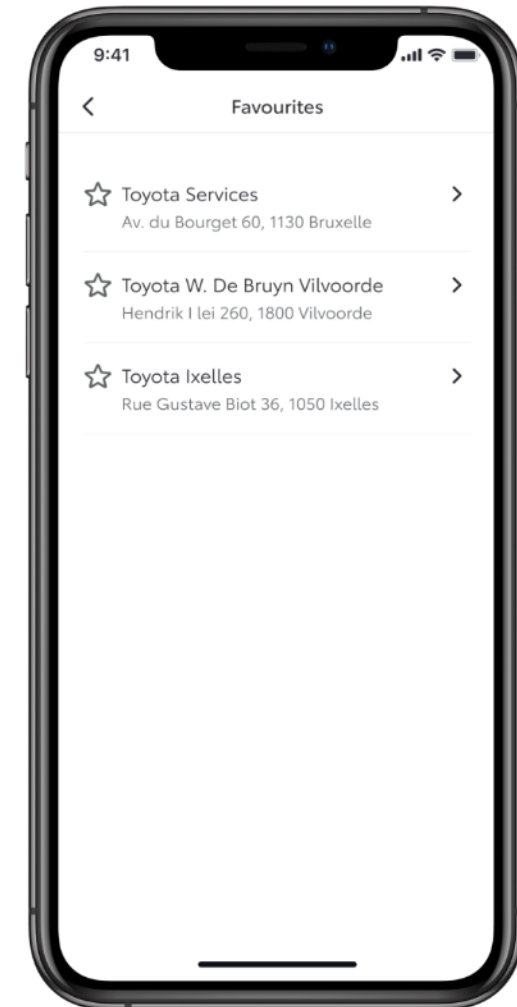 9:41
Favourites
Toyota Services
Av. du Bourget 60, 1130 Bruxelle
Toyota W. De Bruyn Vilvoorde
Hendrik I lei 260, 1800 Vilvoorde
Toyota Ixelles
Rue Gustave Biot 36, 1050 Ixelles